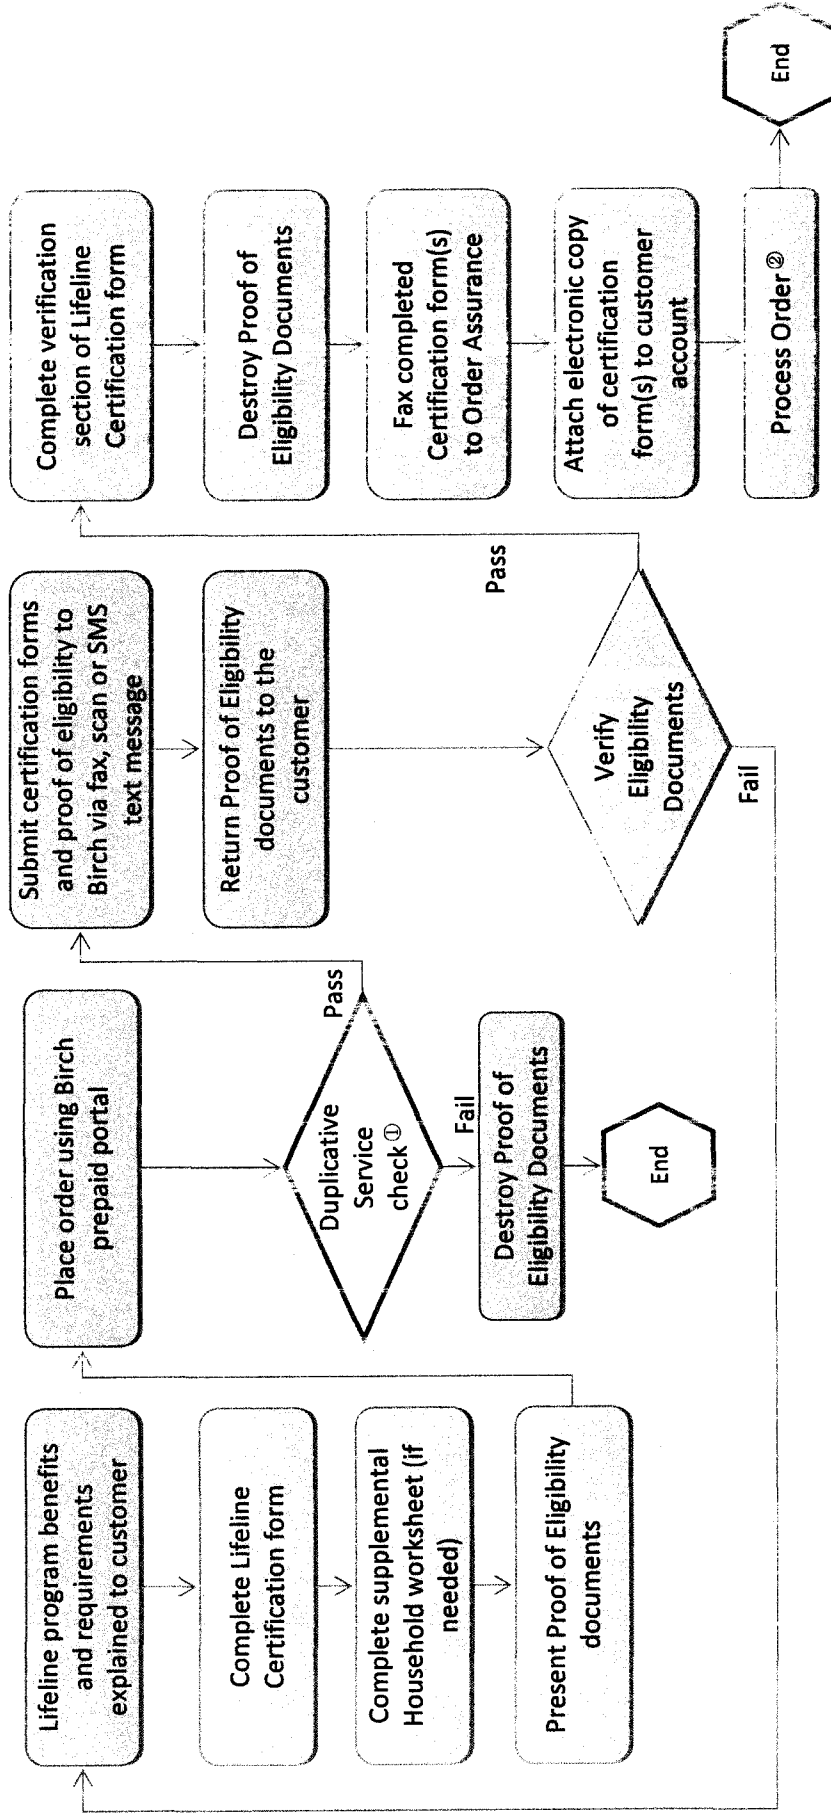 Lifeline program benefits
and requirements
explained to customer
Complete Lifeline
Certification form
Complete supplemental
Household worksheet (if
needed)
Present Proof of Eligibility
documents
Place order using Birch
prepaid portal
Duplicative
Service
check①
Pass
Fail
Destroy Proof of
Eligibility Documents
End
Submit certification forms
and proof of eligibility to
Birch via fax, scan or SMS
text message
Return Proof of Eligibility
documents to the
customer
Verify
Eligibility
Documents
Pass
Fail
Complete verification
section of Lifeline
Certification form
Destroy Proof of
Eligibility Documents
Fax completed
Certification form(s)
to Order Assurance
Attach electronic copy
of certification
form(s) to customer
account
Process Order②
End